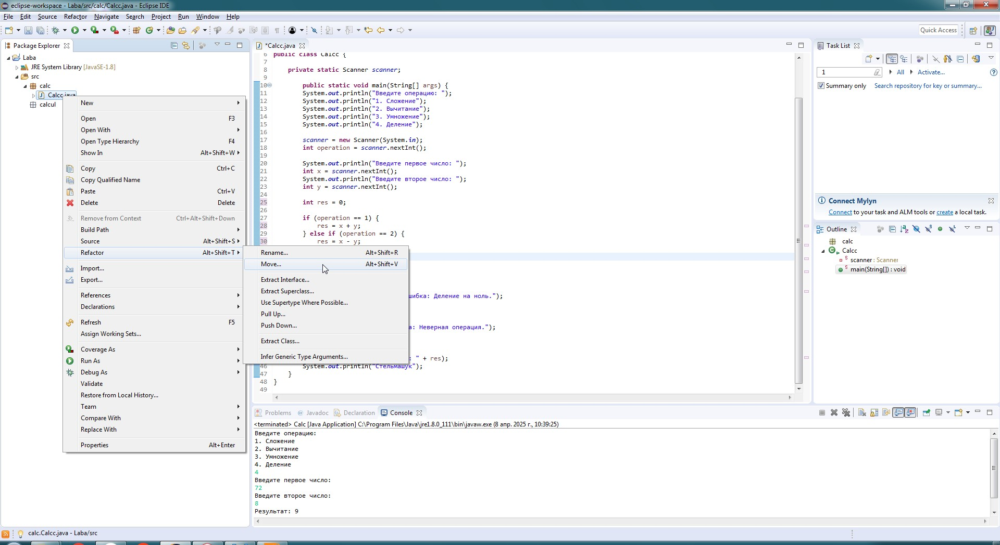 eclipse-workspace - Laba/src/calc/Calcc.java - Eclipse IDE
File Edit Source Refactor Navigate Search Project Run Window Help
Quick Access
Package Explorer
Laba
JRE System Library [JavaSE-1.8]
src
calc
Calcc.java
calcul
New
Open F3
Open With
Open Type Hierarchy F4
Show In Alt+Shift+W
Copy Ctrl+C
Copy Qualified Name
Paste Ctrl+V
Delete Delete
Remove from Context Ctrl+Alt+Shift+Down
Build Path
Source Alt+Shift+S
Refactor Alt+Shift+T
Import...
Export...
References
Declarations
Refresh F5
Assign Working Sets...
Coverage As
Run As
Debug As
Validate
Restore from Local History...
Team
Compare With
Replace With
Properties Alt+Enter
Rename... Alt+Shift+R
Move... Alt+Shift+V
Extract Interface...
Extract Superclass...
Use Supertype Where Possible...
Pull Up...
Push Down...
Extract Class...
Infer Generic Type Arguments...
*Calcc.java
6 public class Calcc {
7
8 private static Scanner scanner;
9
10 public static void main(String[] args) {
11 System.out.println("Введите операцию: ");
12 System.out.println("1. Сложение");
13 System.out.println("2. Вычитание");
14 System.out.println("3. Умножение");
15 System.out.println("4. Деление");
16
17 scanner = new Scanner(System.in);
18 int operation = scanner.nextInt();
19
20 System.out.println("Введите первое число: ");
21 int x = scanner.nextInt();
22 System.out.println("Введите второе число: ");
23 int y = scanner.nextInt();
24
25 int res = 0;
26
27 if (operation == 1) {
28 res = x + y;
29 } else if (operation == 2) {
30 res = x - y;
шибка: Деление на ноль.");
а: Неверная операция.");
: " + res);
46 System.out.println("Стельмашук");
47 }
48 }
49
Problems Javadoc Declaration Console
<terminated> Calc [Java Application] C:\Program Files\Java\jre1.8.0_111\bin\javaw.exe (8 апр. 2025 г., 10:39:25)
Введите операцию:
1. Сложение
2. Вычитание
3. Умножение
4. Деление
4
Введите первое число:
72
Введите второе число:
8
Результат: 9
Task List
1 All Activate...
Summary only Search repository for key or summary...
Connect Mylyn
Connect to your task and ALM tools or create a local task.
Outline
calc
Calcc
scanner : Scanner
main(String[]) : void
calc.Calcc.java - Laba/src